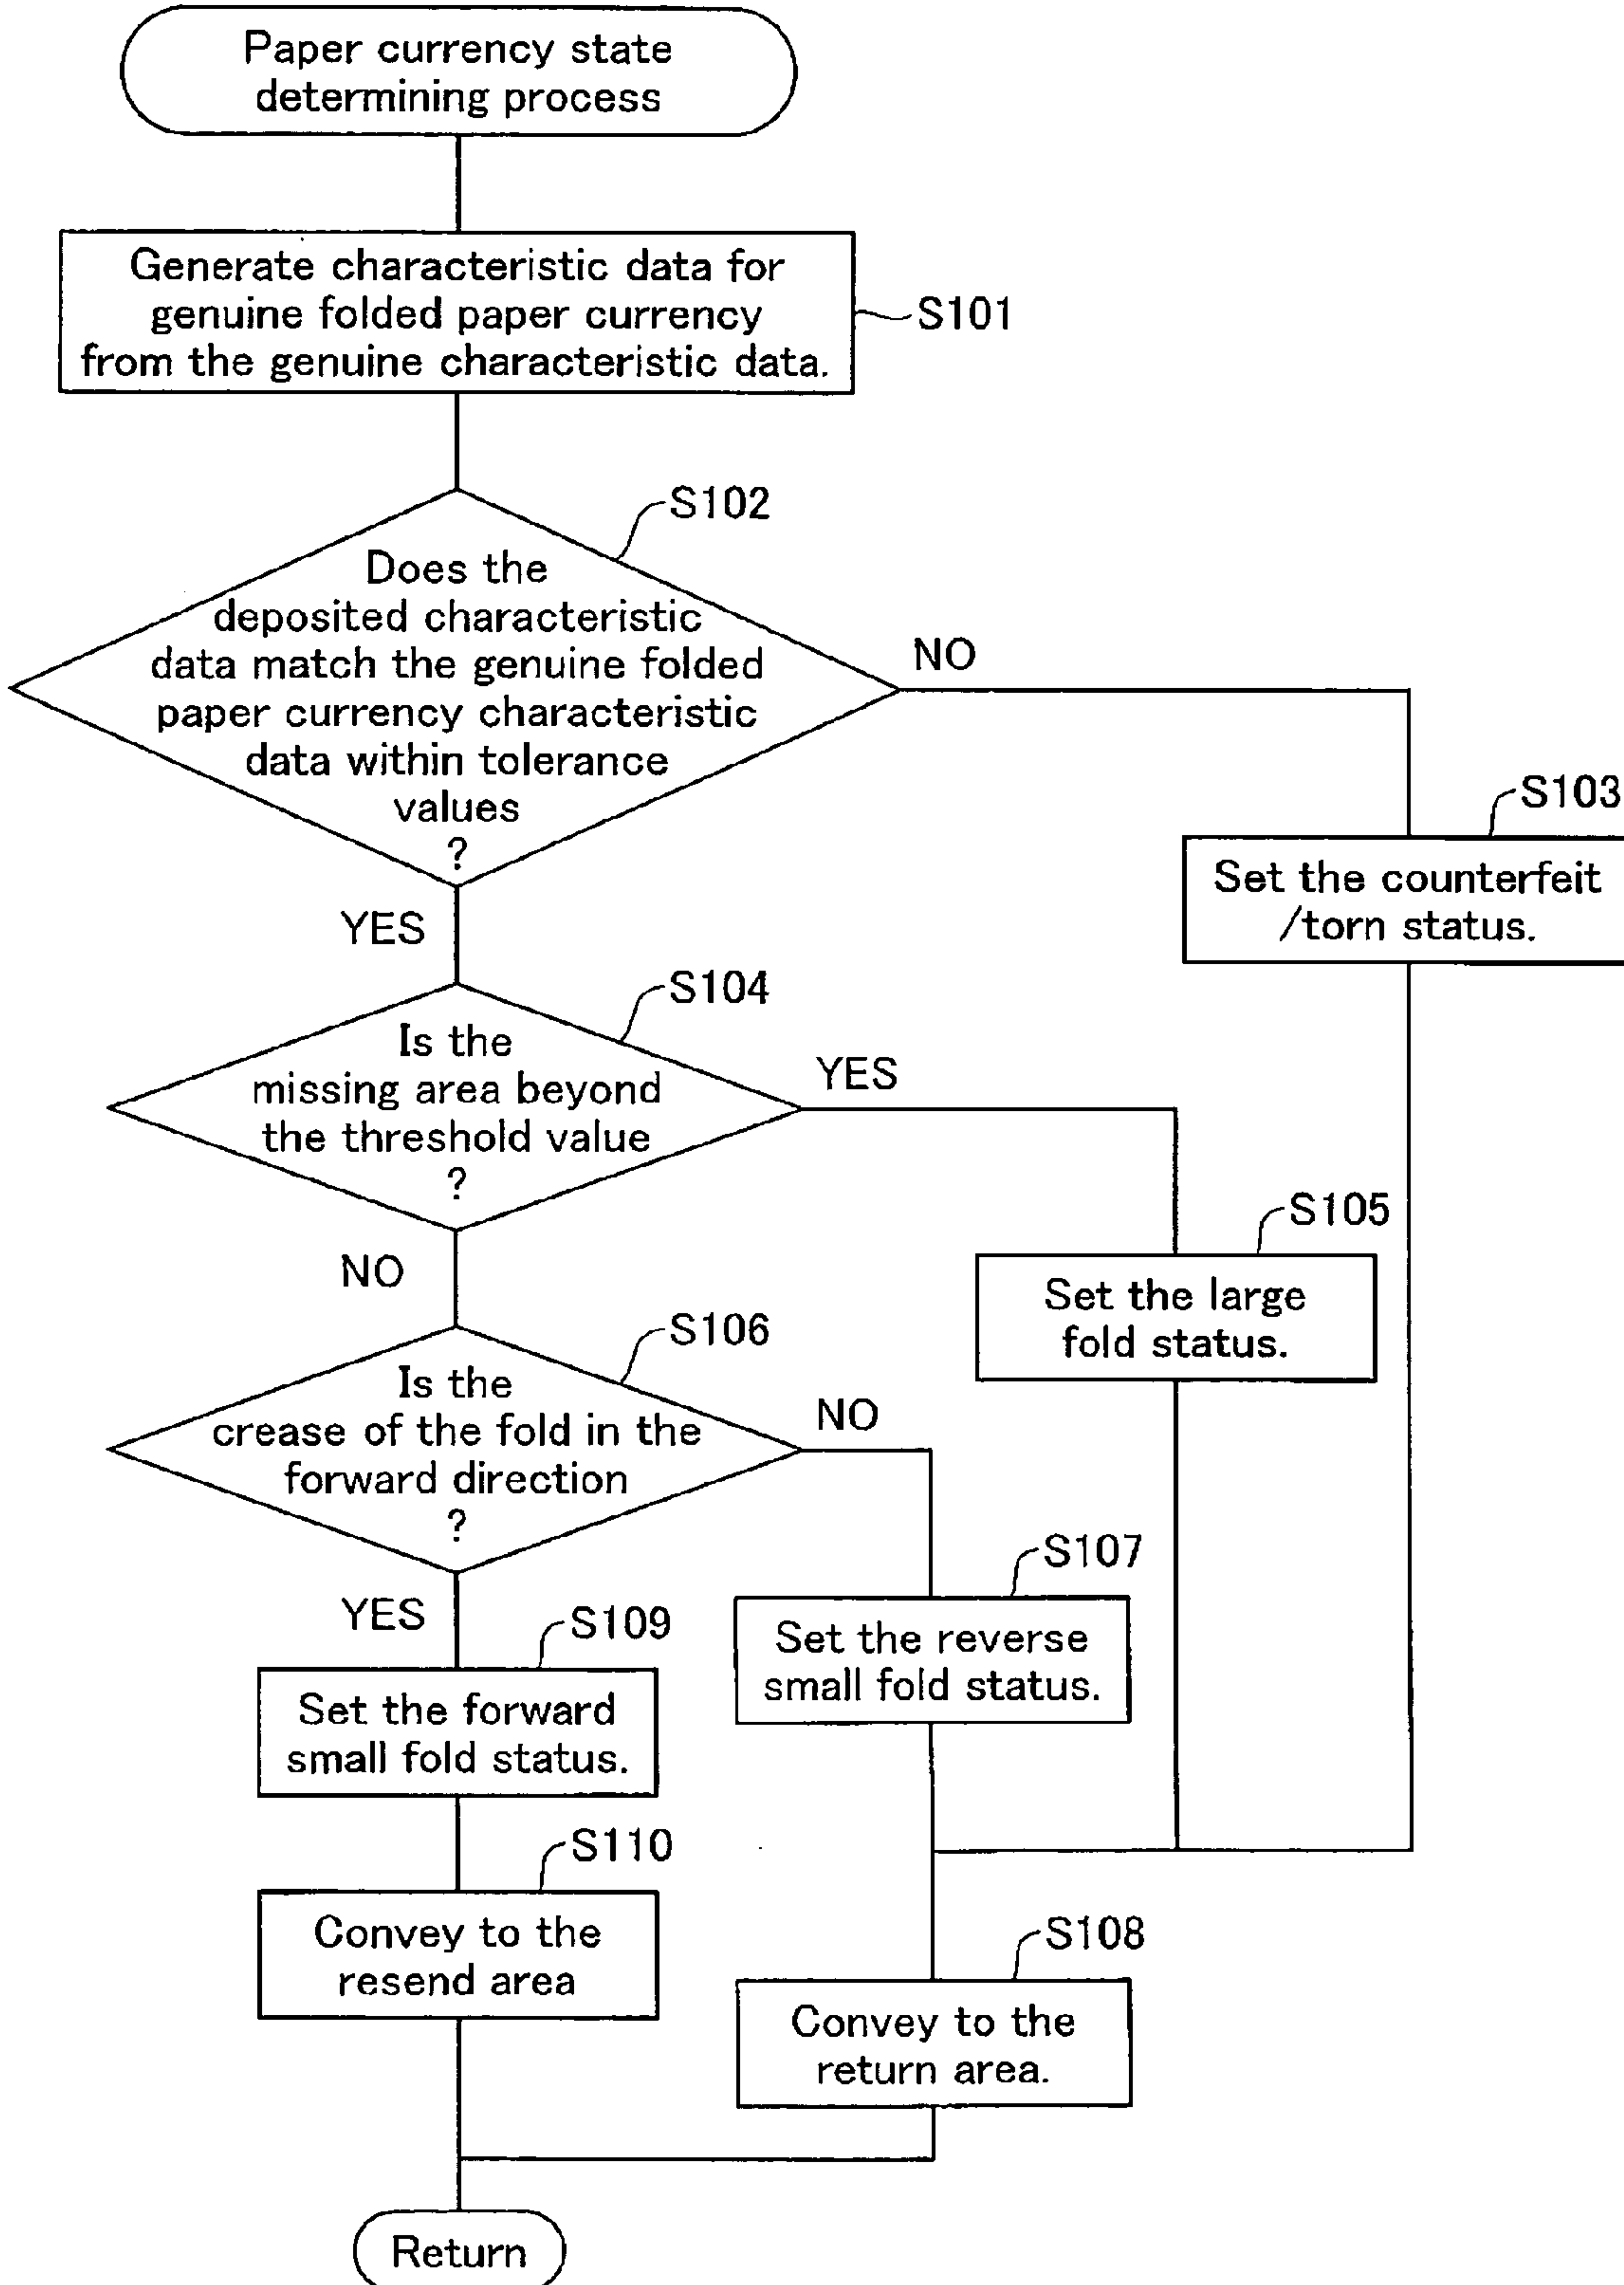 Paper currency state
determining process
Generate characteristic data for
genuine folded paper currency
from the genuine characteristic data.
S101
S102
Does the
deposited characteristic
data match the genuine folded
paper currency characteristic
data within tolerance
values
?
NO
S103
Set the counterfeit
/torn status.
YES
S104
Is the
missing area beyond
the threshold value
?
YES
S105
Set the large
fold status.
NO
S106
Is the
crease of the fold in the
forward direction
?
NO
S107
Set the reverse
small fold status.
YES
S109
Set the forward
small fold status.
S110
Convey to the
resend area
S108
Convey to the
return area.
Return